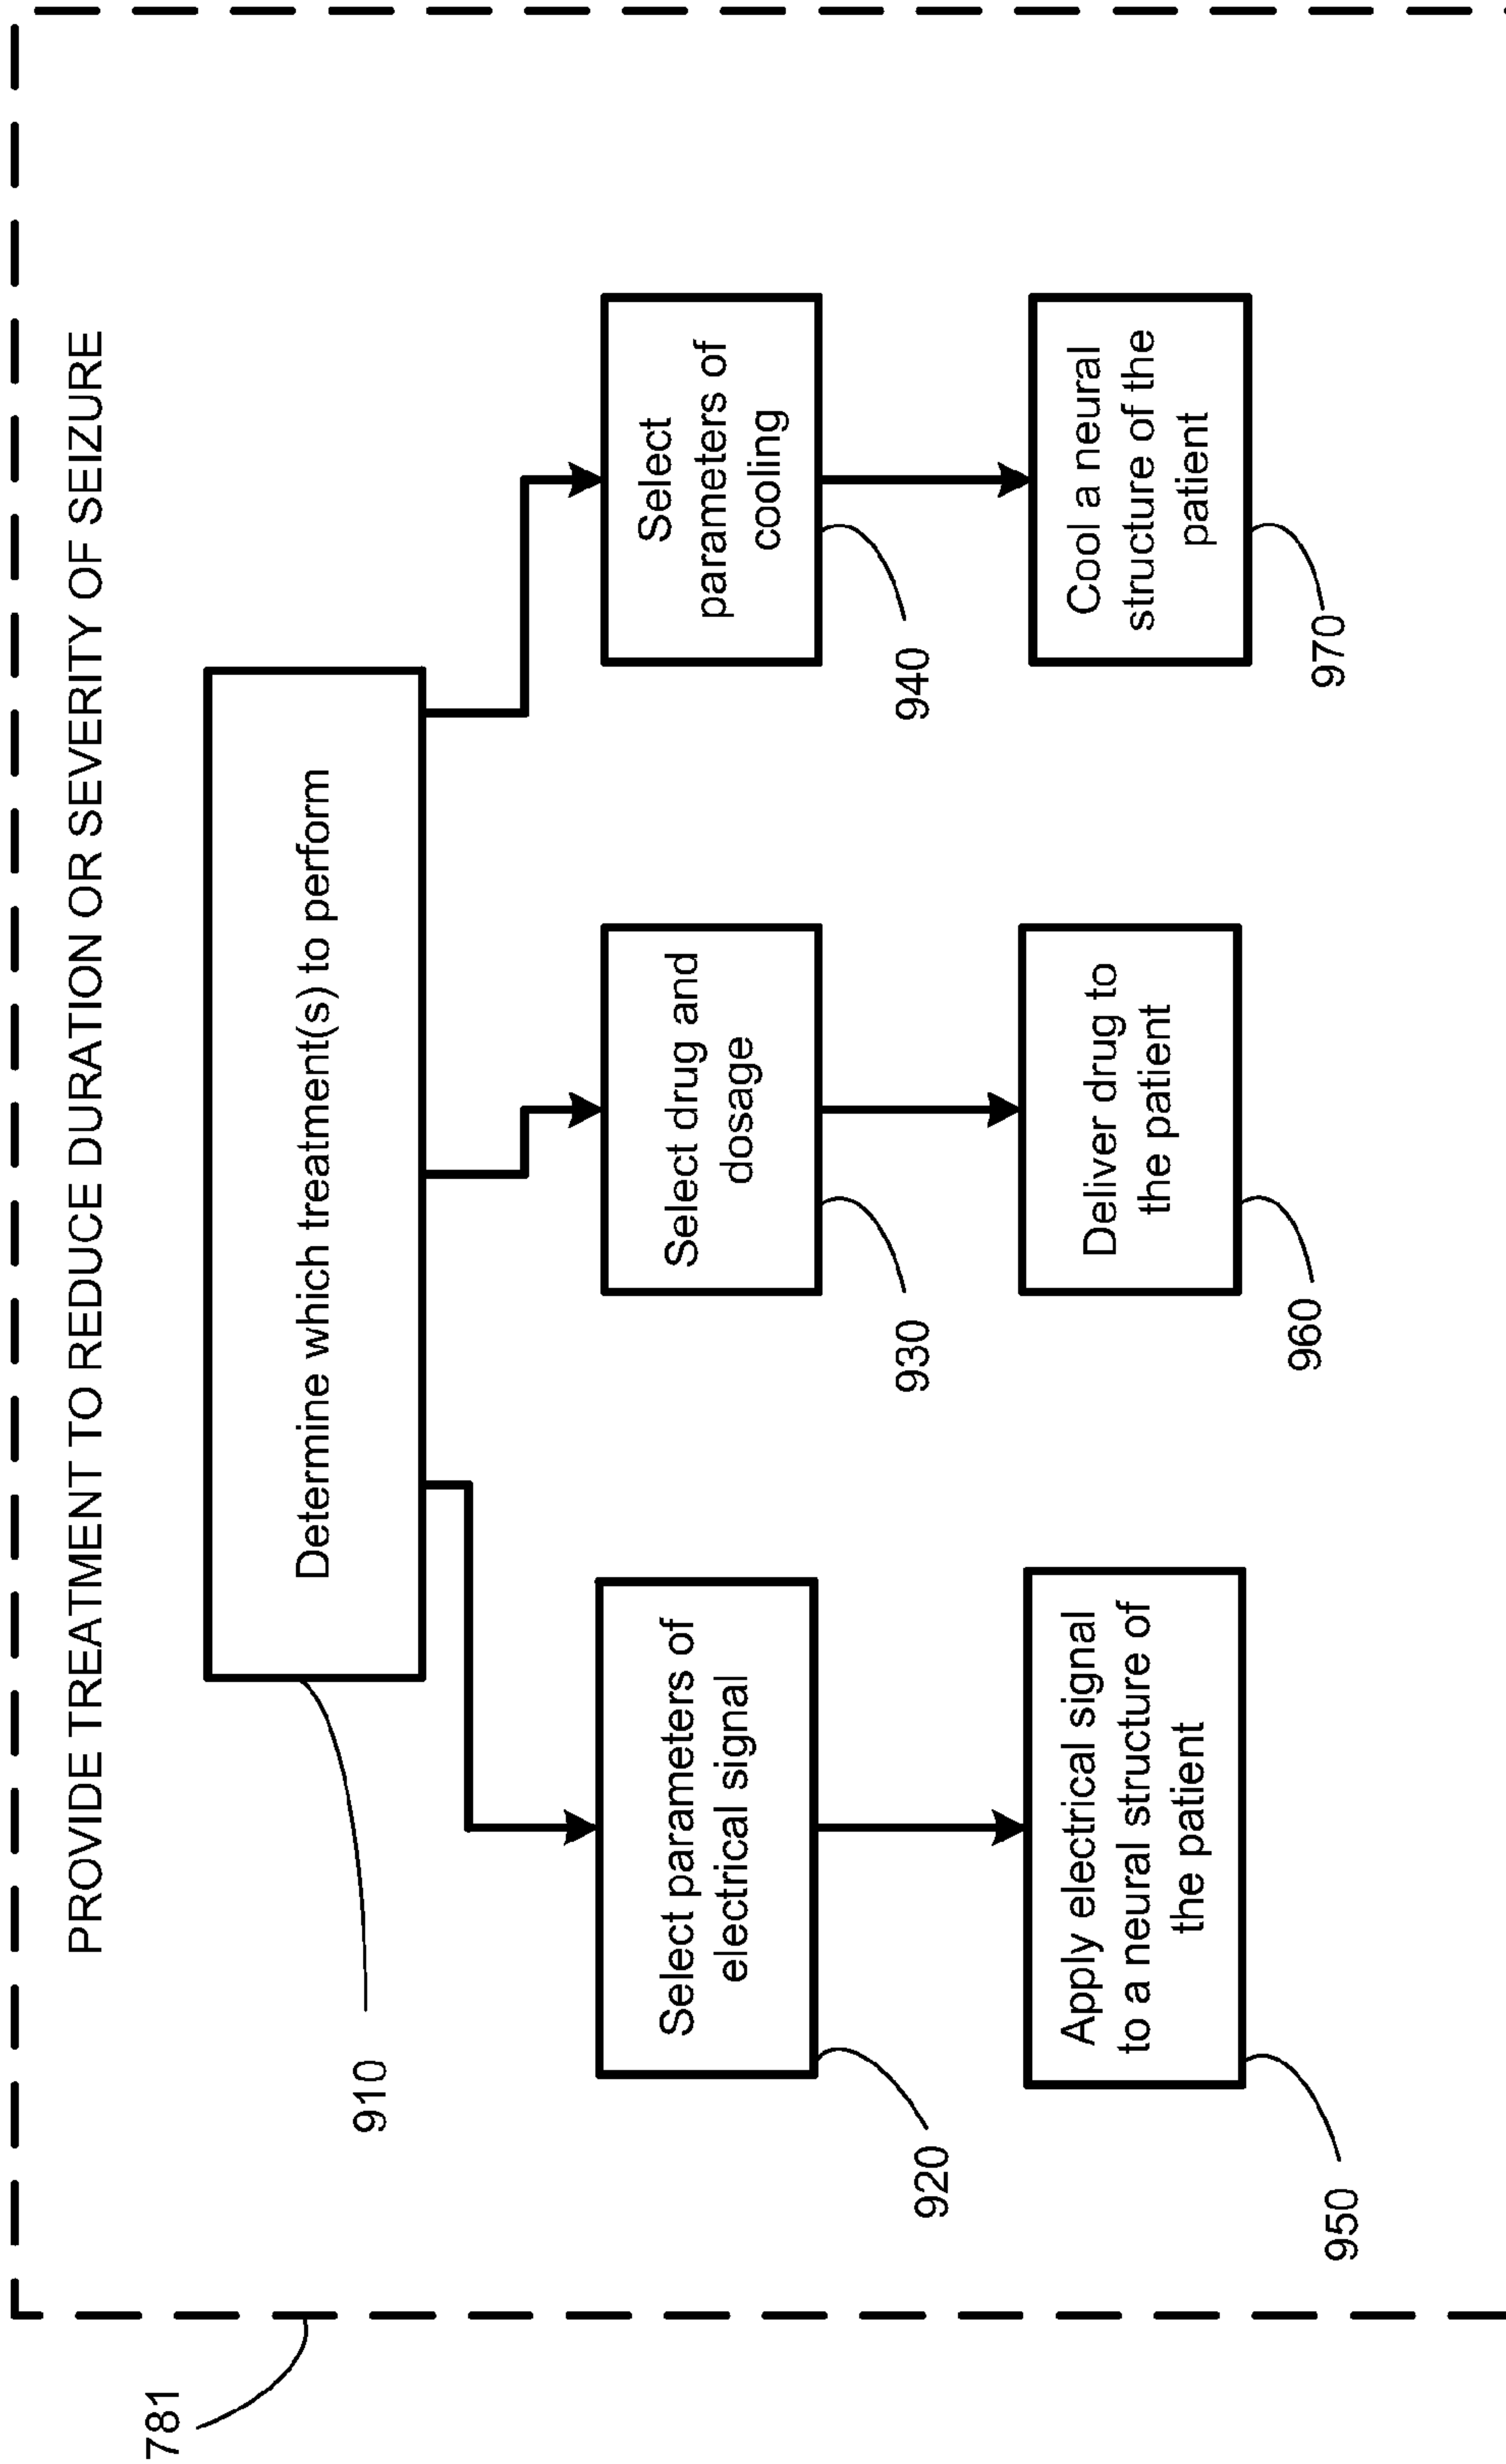 781
PROVIDE TREATMENT TO REDUCE DURATION OR SEVERITY OF SEIZURE
910
Determine which treatment(s) to perform
Select parameters of
electrical signal
920
Select drug and
dosage
930
Select
parameters of
cooling
940
Apply electrical signal
to a neural structure of
the patient
950
Deliver drug to
the patient
960
Cool a neural
structure of the
patient
970